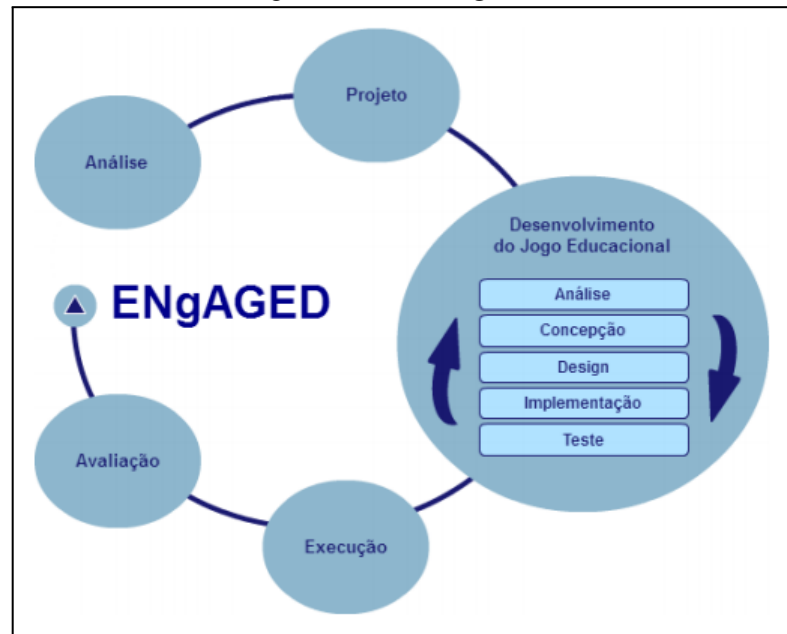 Análise
Projeto
Desenvolvimento
do Jogo Educacional
Análise
Concepção
Design
Implementação
Teste
Execução
Avaliação
ENgAGED